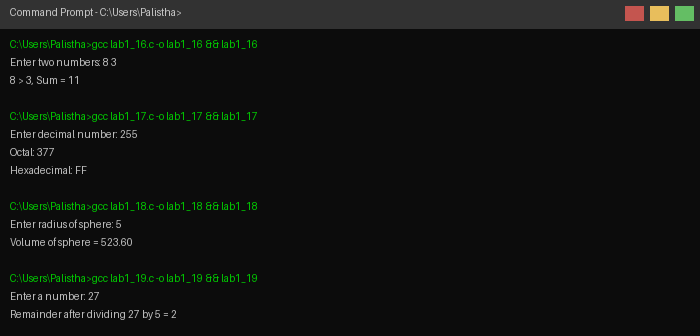 Command Prompt - C:\Users\Palistha>
C:\Users\Palistha>gcc lab1_16.c -o lab1_16 && lab1_16
Enter two numbers: 8 3
8 > 3, Sum = 11
C:\Users\Palistha>gcc lab1_17.c -o lab1_17 && lab1_17
Enter decimal number: 255
Octal: 377
Hexadecimal: FF
C:\Users\Palistha>gcc lab1_18.c -o lab1_18 && lab1_18
Enter radius of sphere: 5
Volume of sphere = 523.60
C:\Users\Palistha>gcc lab1_19.c -o lab1_19 && lab1_19
Enter a number: 27
Remainder after dividing 27 by 5 = 2